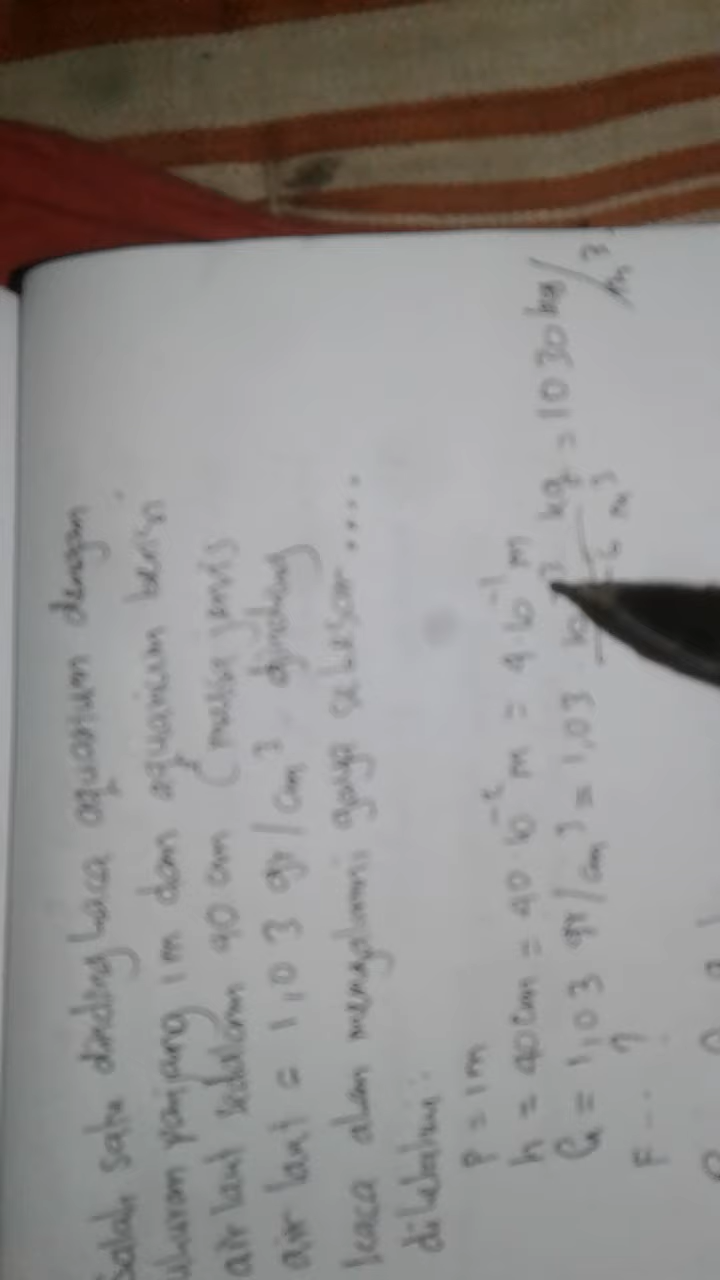 Salah satu dinding kaca aquarium dengan
ukuran panjang 1 m dan aquarium berisi
air laut sedalam 40 cm (massa jenis
air laut = 1,03 gr/cm³ dinding
kaca akan mengalami gaya sebesar....
diketahui :
P = 1 m
h = 40 cm = 40.10⁻² m = 4.10⁻¹ m
= 1,03 gr/cm³ = 1,03 . kg = 1030 kg/m³
m³
F... ?